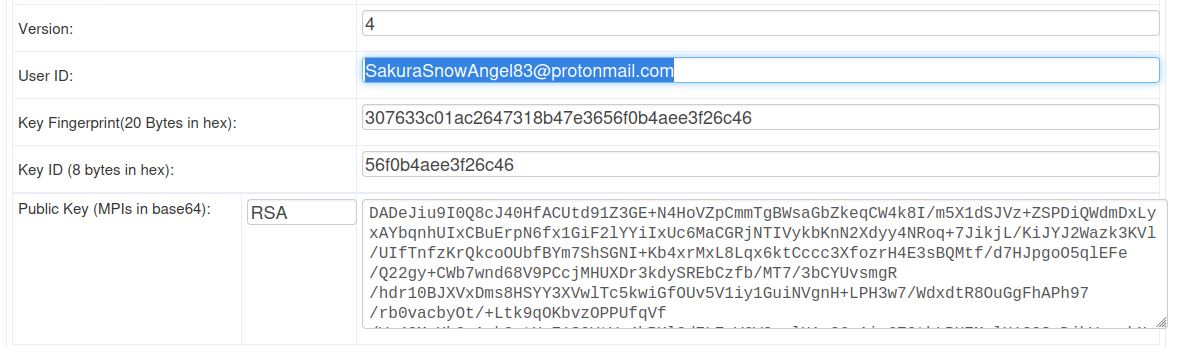 Version:
4
User ID:
SakuraSnowAngel83@protonmail.com
Key Fingerprint(20 Bytes in hex):
307633c01ac2647318b47e3656f0b4aee3f26c46
Key ID (8 bytes in hex):
56f0b4aee3f26c46
Public Key (MPIs in base64):
RSA
DADeJiu9I0Q8cJ40HfACUtd91Z3GE+N4HoVZpCmmTgBWsaGbZkeqCW4k8I/m5X1dSJVz+ZSPDiQWdmDxLy
xAYbqnhUIxCBuErpN6fx1GiF2lYYiIxUc6MaCGRjNTIVykbKnN2Xdyy4NRoq+7JikjL/KiJYJ2Wazk3KVl
/UIfTnfzKrQkcoOUbfBYm7ShSGNI+Kb4xrMxL8Lqx6ktCccc3XfozrH4E3sBQMtf/d7HJpgoO5qlEFe
/Q22gy+CWb7wnd68V9PCcjMHUXDr3kdySREbCzfb/MT7/3bCYUvsmgR
/hdr10BJXVxDms8HSYY3XVwlTc5kwiGfOUv5V1iy1GuiNVgnH+LPH3w7/WdxdtR8OuGgFhAPh97
/rb0vacbyOt/+Ltk9qOKbvzOPPUfqVf